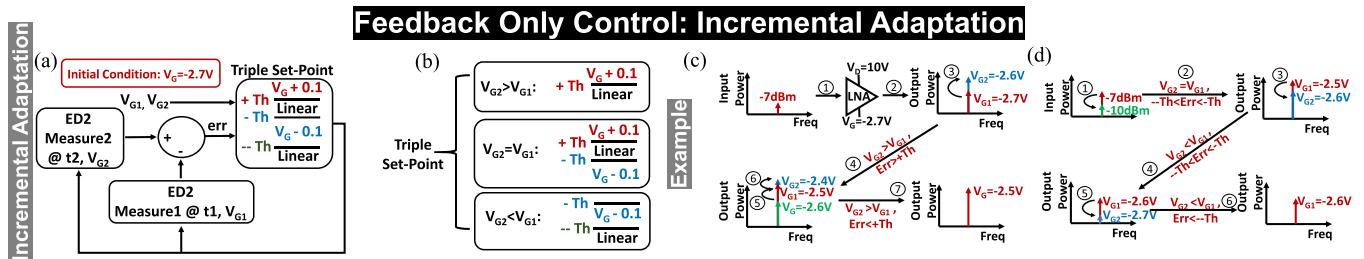 Feedback Only Control: Incremental Adaptation
Incremental Adaptation
(a)
Initial Condition: VG=-2.7V
Triple Set-Point
VG1, VG2
+ Th
VG + 0.1
Linear
- Th
VG - 0.1
-- Th
Linear
ED2
Measure2
@ t2, VG2
+
-
err
ED2
Measure1 @ t1, VG1
(b)
Triple
Set-Point
VG2>VG1:
+ Th
VG + 0.1
Linear
VG2=VG1:
+ Th
VG + 0.1
Linear
- Th
VG - 0.1
VG2<VG1:
- Th
VG - 0.1
-- Th
Linear
Example
(c)
Input
Power
-7dBm
Freq
1
VD=10V
LNA
VG=-2.7V
2
Output
Power
3
VG2=-2.6V
VG1=-2.7V
Freq
4
VG2>VG1,
Err>+Th
Output
Power
6
5
VG2=-2.4V
VG1=-2.5V
VG=-2.6V
Freq
7
VG2>VG1,
Err<+Th
Output
Power
VG=-2.5V
Freq
(d)
Input
Power
1
-7dBm
-10dBm
Freq
2
VG2=VG1,
--Th<Err<-Th
Output
Power
3
VG1=-2.5V
VG2=-2.6V
Freq
4
VG2<VG1,
--Th<Err<-Th
Output
Power
5
VG1=-2.6V
VG2=-2.7V
Freq
VG2<VG1,
6
Err<--Th
Output
Power
VG1=-2.6V
Freq